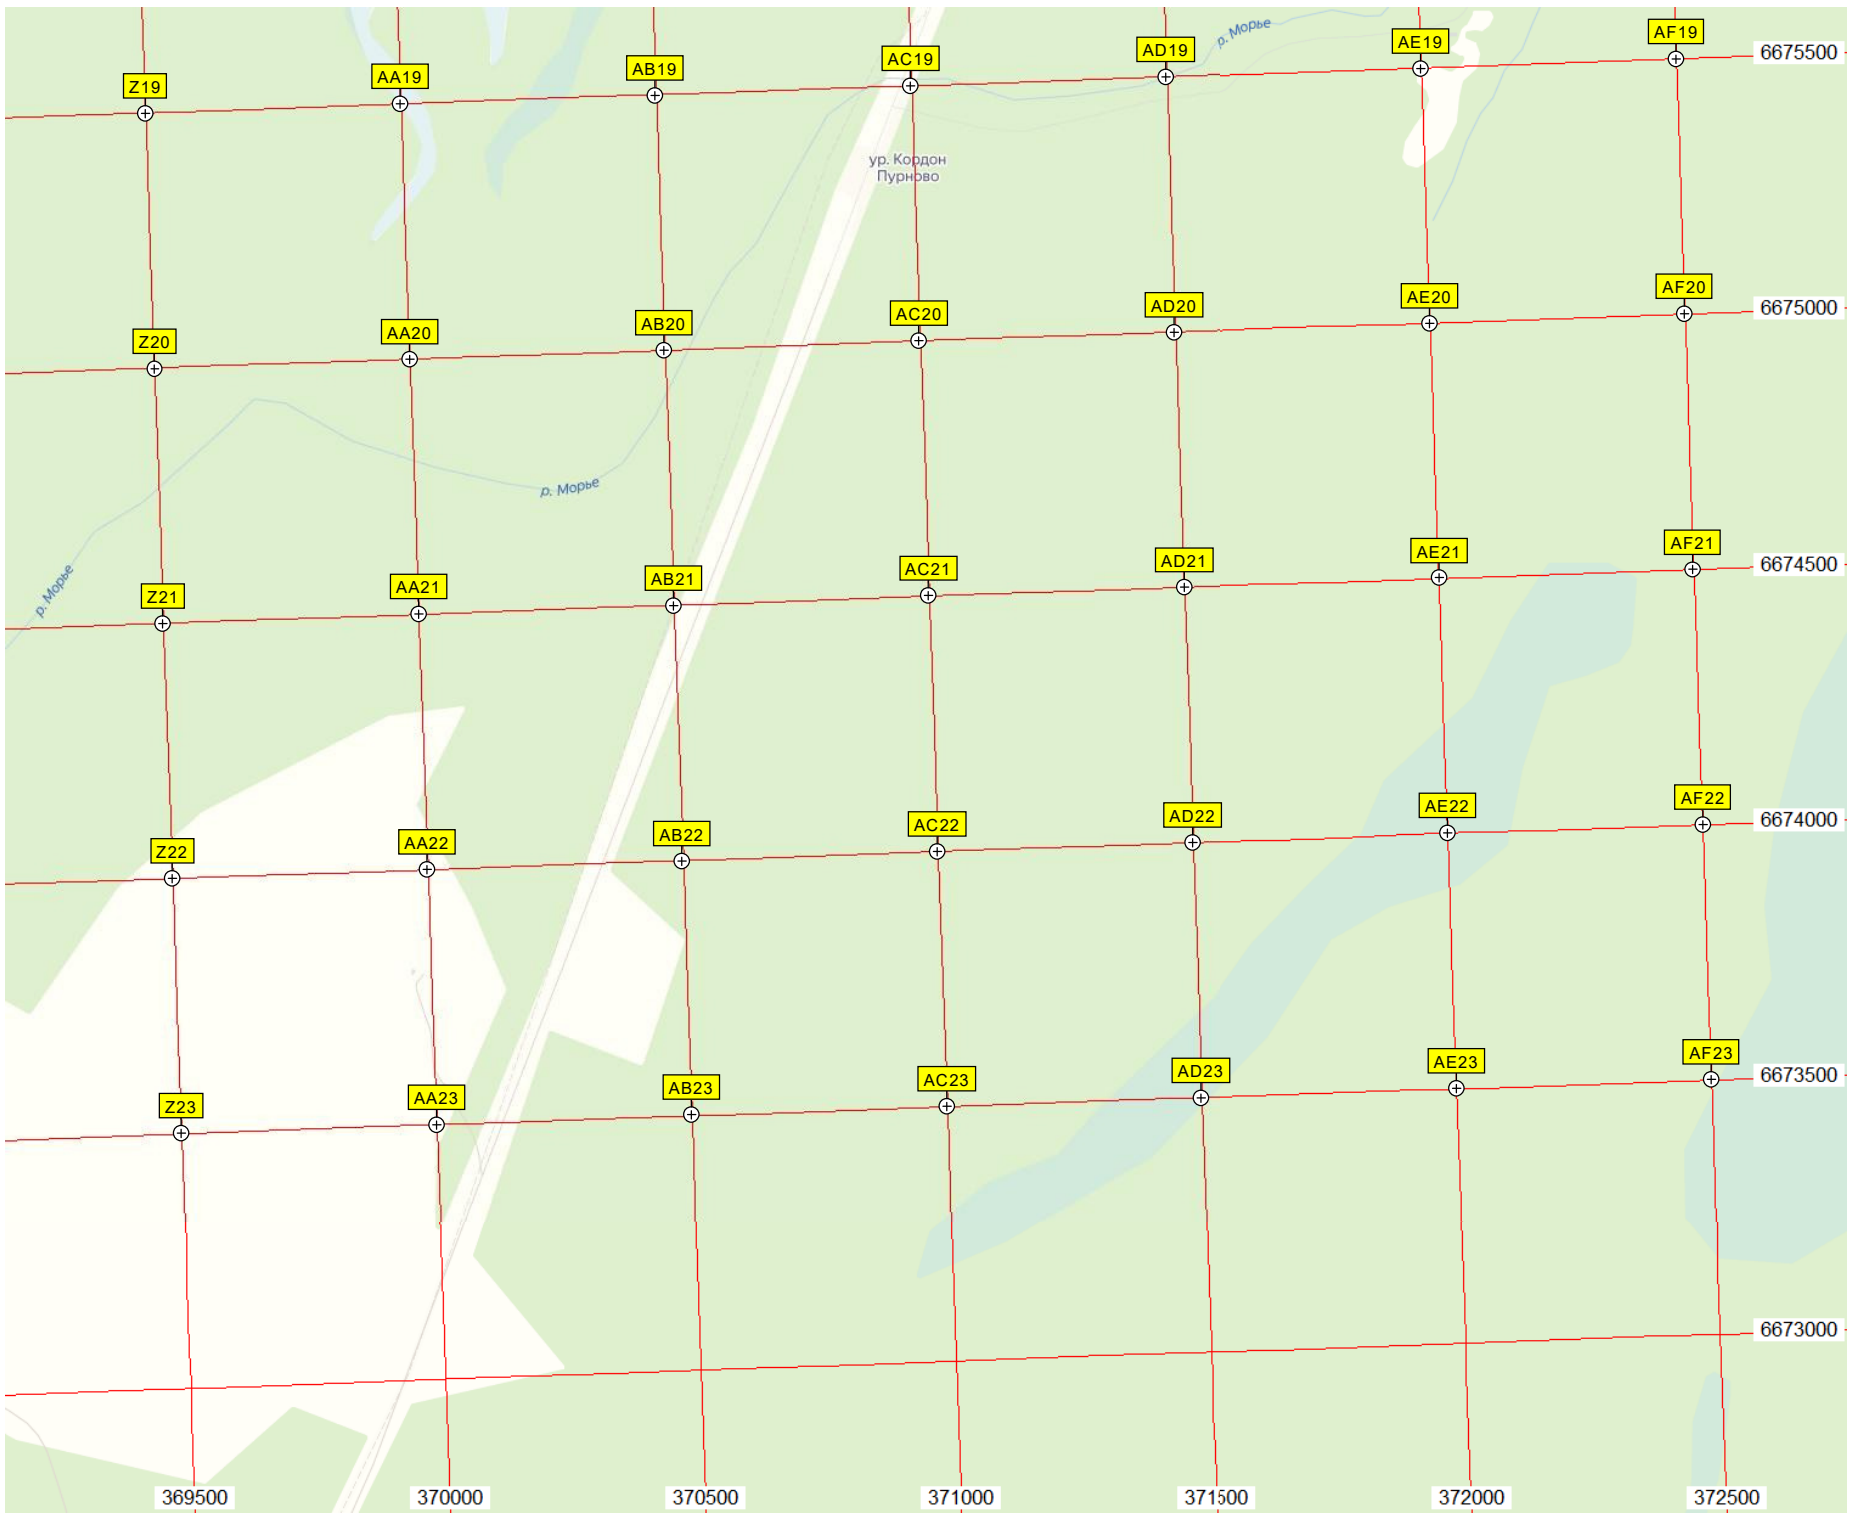 р. Морье
AF19
AE19
AD19
6675500
AC19
AB19
AA19
Z19
ур. Кордон
Пурново
AF20
AE20
AD20
6675000
AC20
AB20
AA20
Z20
р. Морье
AF21
AE21
AD21
6674500
AC21
AB21
AA21
Z21
р. Морье
AF22
AE22
AD22
6674000
AC22
AB22
AA22
Z22
AF23
AE23
AD23
6673500
AC23
AB23
AA23
Z23
6673000
369500
370000
370500
371000
371500
372000
372500